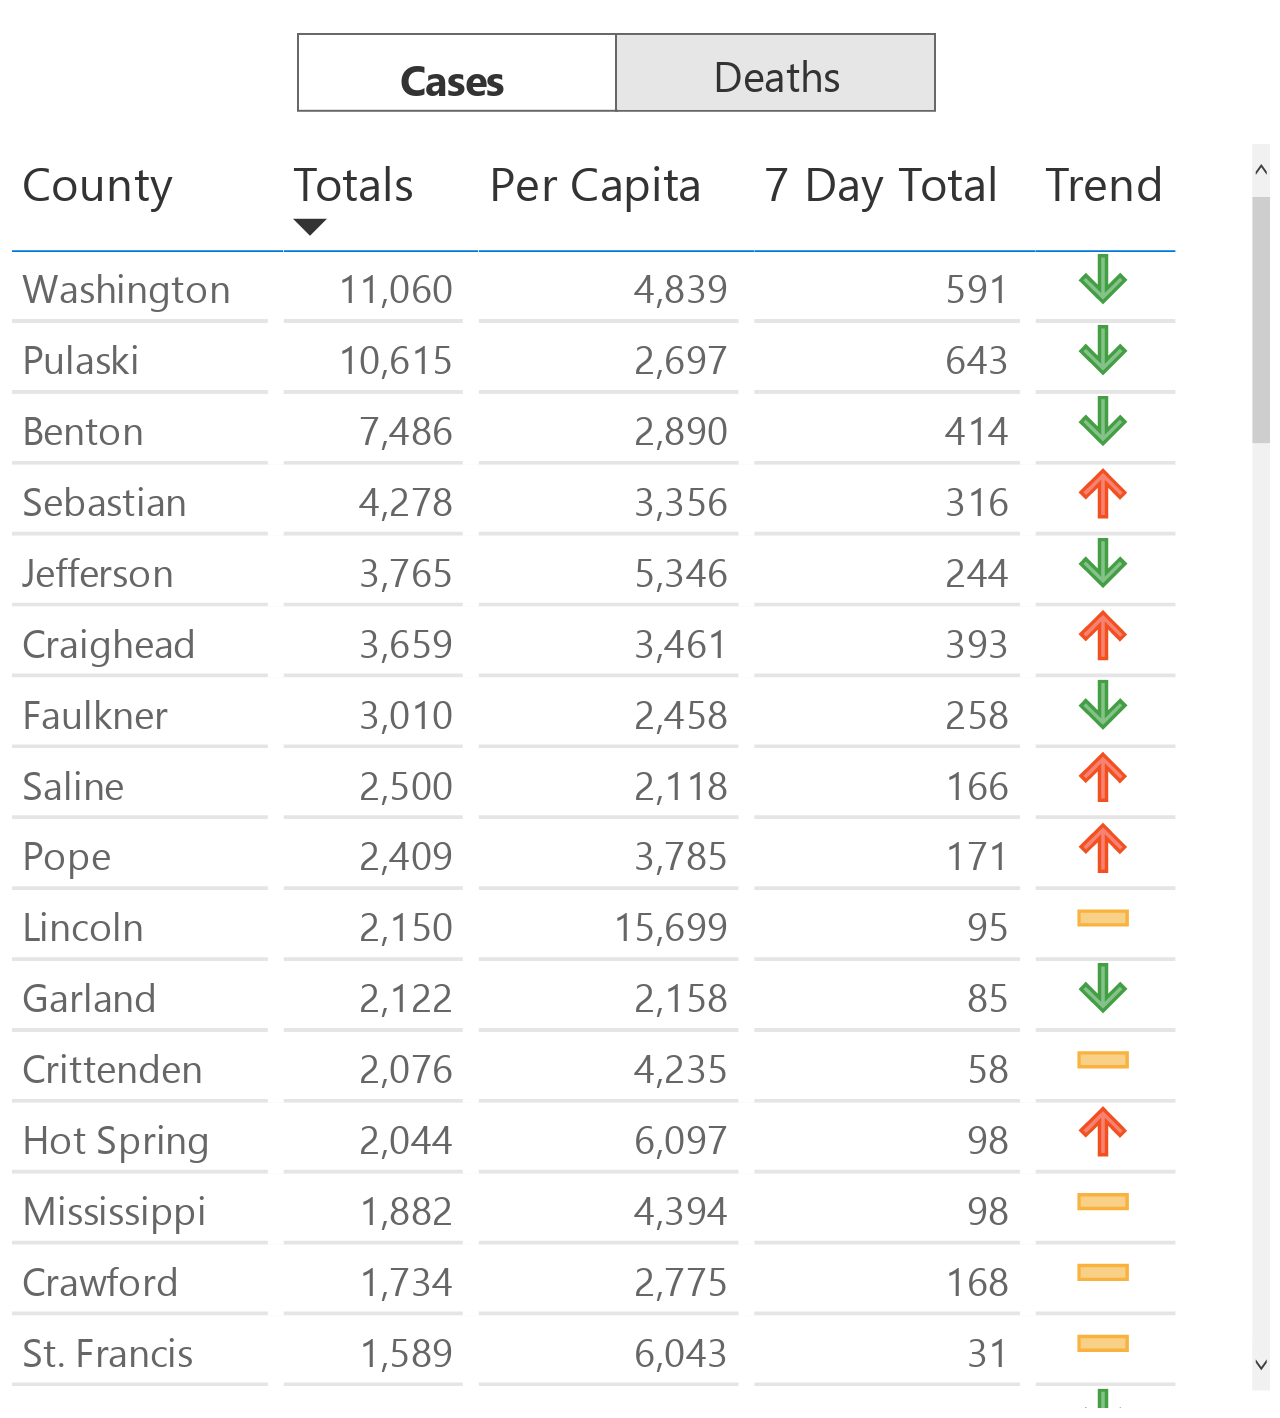 Cases Deaths
County Totals Per Capita 7 Day Total Trend
Washington 11,060 4,839 591
Pulaski 10,615 2,697 643
Benton 7,486 2,890 414
Sebastian 4,278 3,356 316
Jefferson 3,765 5,346 244
Craighead 3,659 3,461 393
Faulkner 3,010 2,458 258
Saline 2,500 2,118 166
Pope 2,409 3,785 171
Lincoln 2,150 15,699 95
Garland 2,122 2,158 85
Crittenden 2,076 4,235 58
Hot Spring 2,044 6,097 98
Mississippi 1,882 4,394 98
Crawford 1,734 2,775 168
St. Francis 1,589 6,043 31